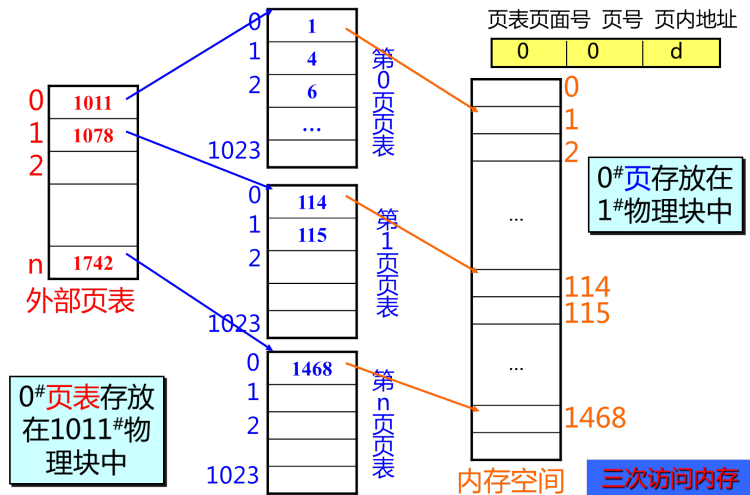 页表页面号 页号 页内地址
0 0 d
0 1
1 4
2 6
...
1023
第0页页表
0 1011
1 1078
2
n 1742
外部页表
0 114
1 115
2
1023
第1页页表
0 1468
1
2
1023
第n页页表
0
1
2
...
114
115
...
1468
内存空间
0#页存放在
1#物理块中
0#页表存放
在1011#物
理块中
三次访问内存